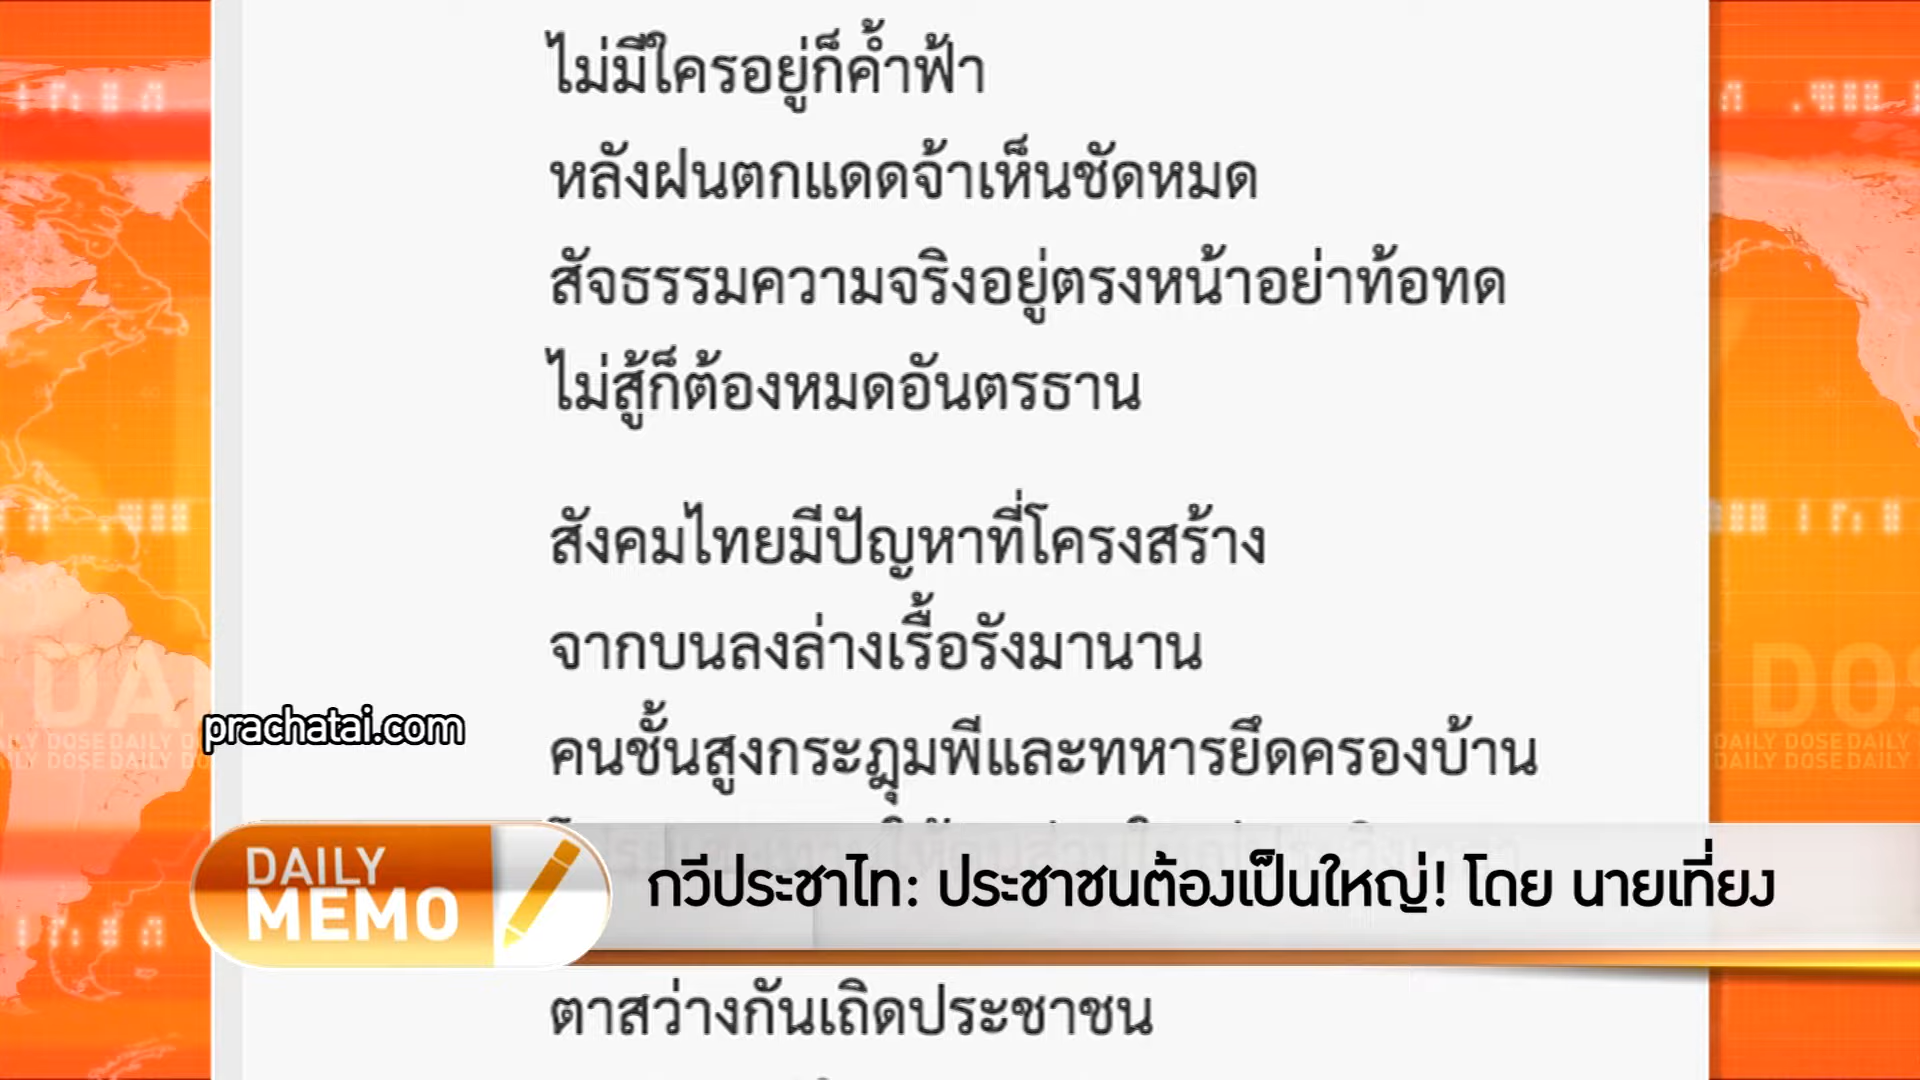 ไม่มีใครอยู่ก็ค้ำฟ้า
หลังฝนตกแดดจ้าเห็นชัดหมด
สัจธรรมความจริงอยู่ตรงหน้าอย่าท้อทด
ไม่สู้ก็ต้องหมดอันตรธาน
สังคมไทยมีปัญหาที่โครงสร้าง
จากบนลงล่างเรื้อรังมานาน
คนชั้นสูงกระฎุมพีและทหารยึดครองบ้าน
prachatai.com
DAILY
MEMO
กวีประชาไท: ประชาชนต้องเป็นใหญ่! โดย นายเที่ยง
ตาสว่างกันเถิดประชาชน
DAILY DOSE DAILY DOSE
DAILY DOSE DAILY DOSE